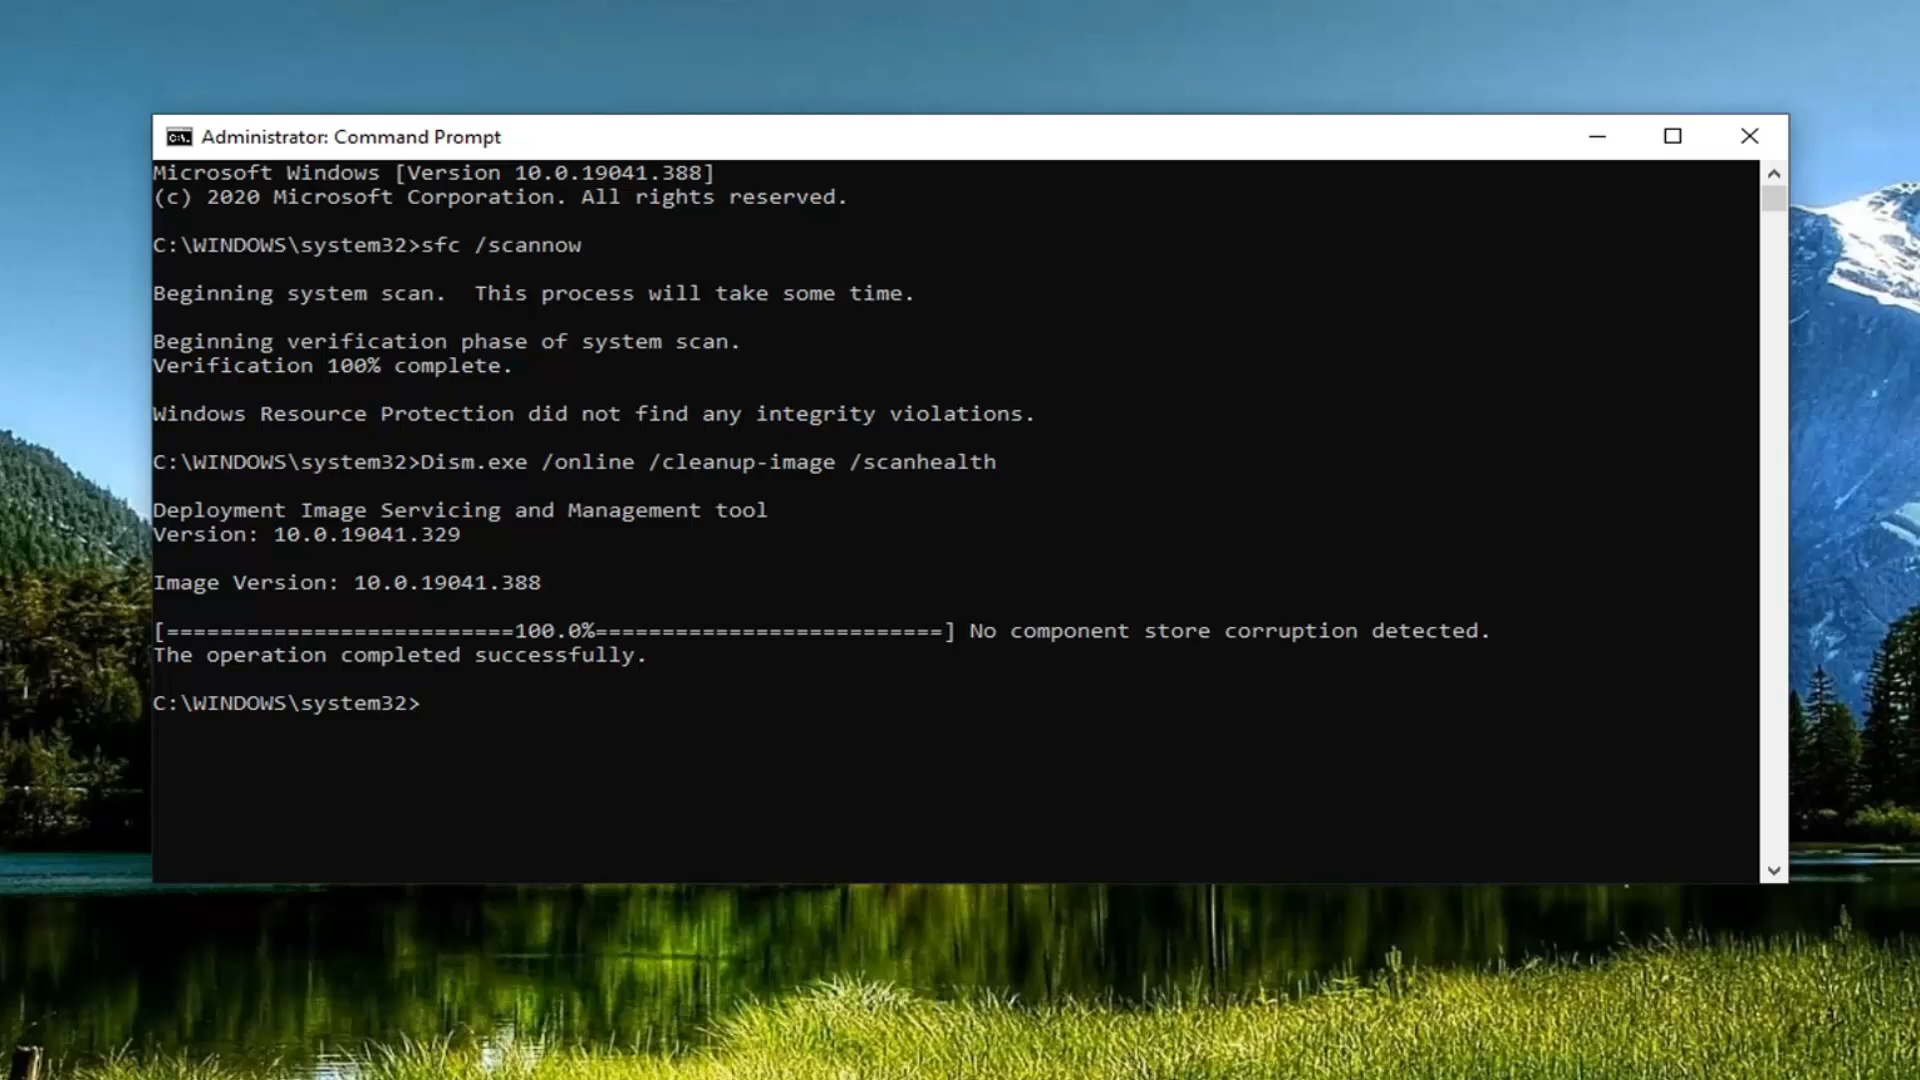 Administrator: Command Prompt
Microsoft Windows [Version 10.0.19041.388]
(c) 2020 Microsoft Corporation. All rights reserved.
C:\WINDOWS\system32>sfc /scannow
Beginning system scan.  This process will take some time.
Beginning verification phase of system scan.
Verification 100% complete.
Windows Resource Protection did not find any integrity violations.
C:\WINDOWS\system32>Dism.exe /online /cleanup-image /scanhealth
Deployment Image Servicing and Management tool
Version: 10.0.19041.329
Image Version: 10.0.19041.388
[==========================100.0%==========================] No component store corruption detected.
The operation completed successfully.
C:\WINDOWS\system32>